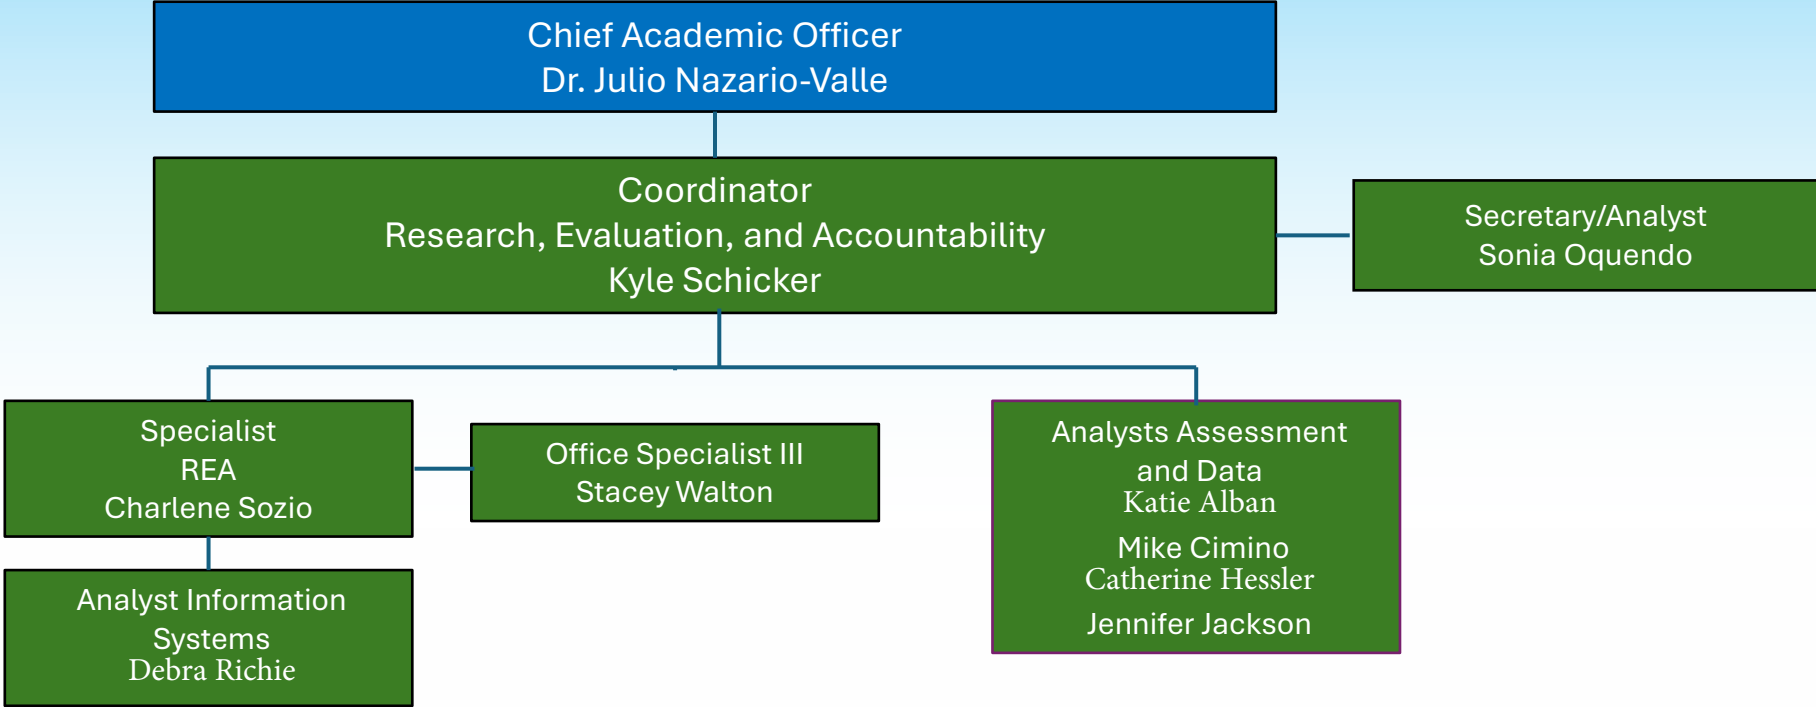 Chief Academic Officer
Dr. Julio Nazario-Valle
Coordinator
Research, Evaluation, and Accountability
Kyle Schicker
Secretary/Analyst
Sonia Oquendo
Specialist
REA
Charlene Sozio
Office Specialist III
Stacey Walton
Analysts Assessment
and Data
Katie Alban
Mike Cimino
Catherine Hessler
Jennifer Jackson
Analyst Information
Systems
Debra Richie